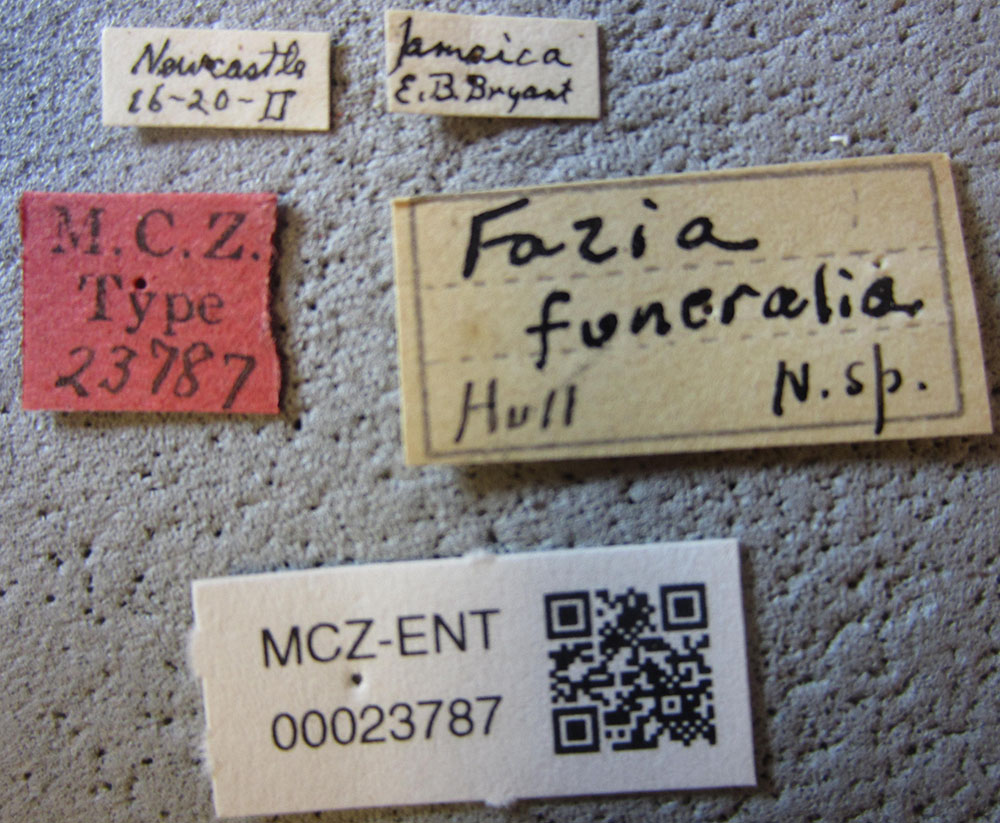 Newcastle
16-20-II
Jamaica
E.B.Bryant
M.C.Z.
Type
23787
Fazia
funeralia
Hull N.sp.
MCZ-ENT
00023787